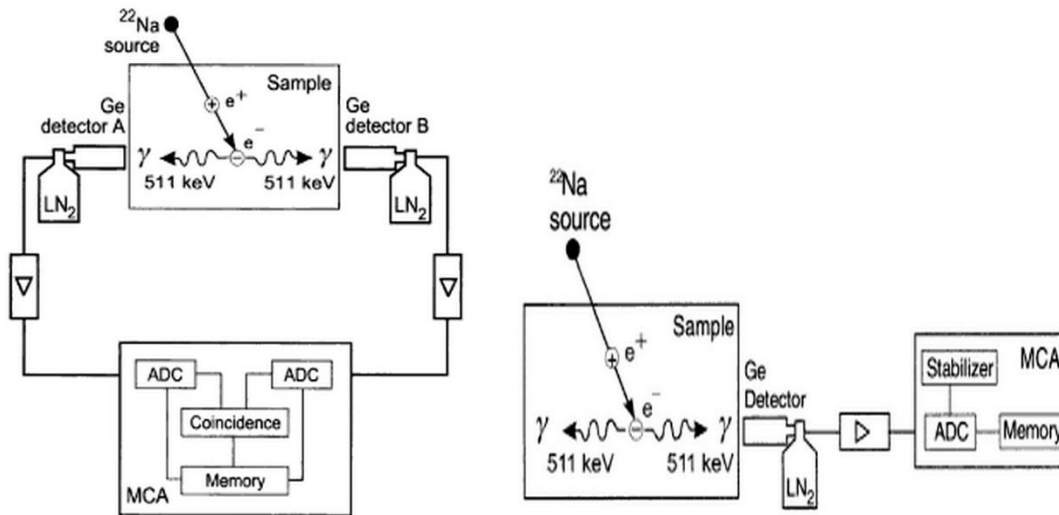 22Na
source
Sample
e+
e−
Ge
detector A
Ge
detector B
γ
γ
511 keV
511 keV
LN2
LN2
ADC
ADC
Coincidence
Memory
MCA
22Na
source
Sample
e+
e−
Ge
Detector
γ
γ
511 keV
511 keV
LN2
MCA
Stabilizer
ADC
Memory